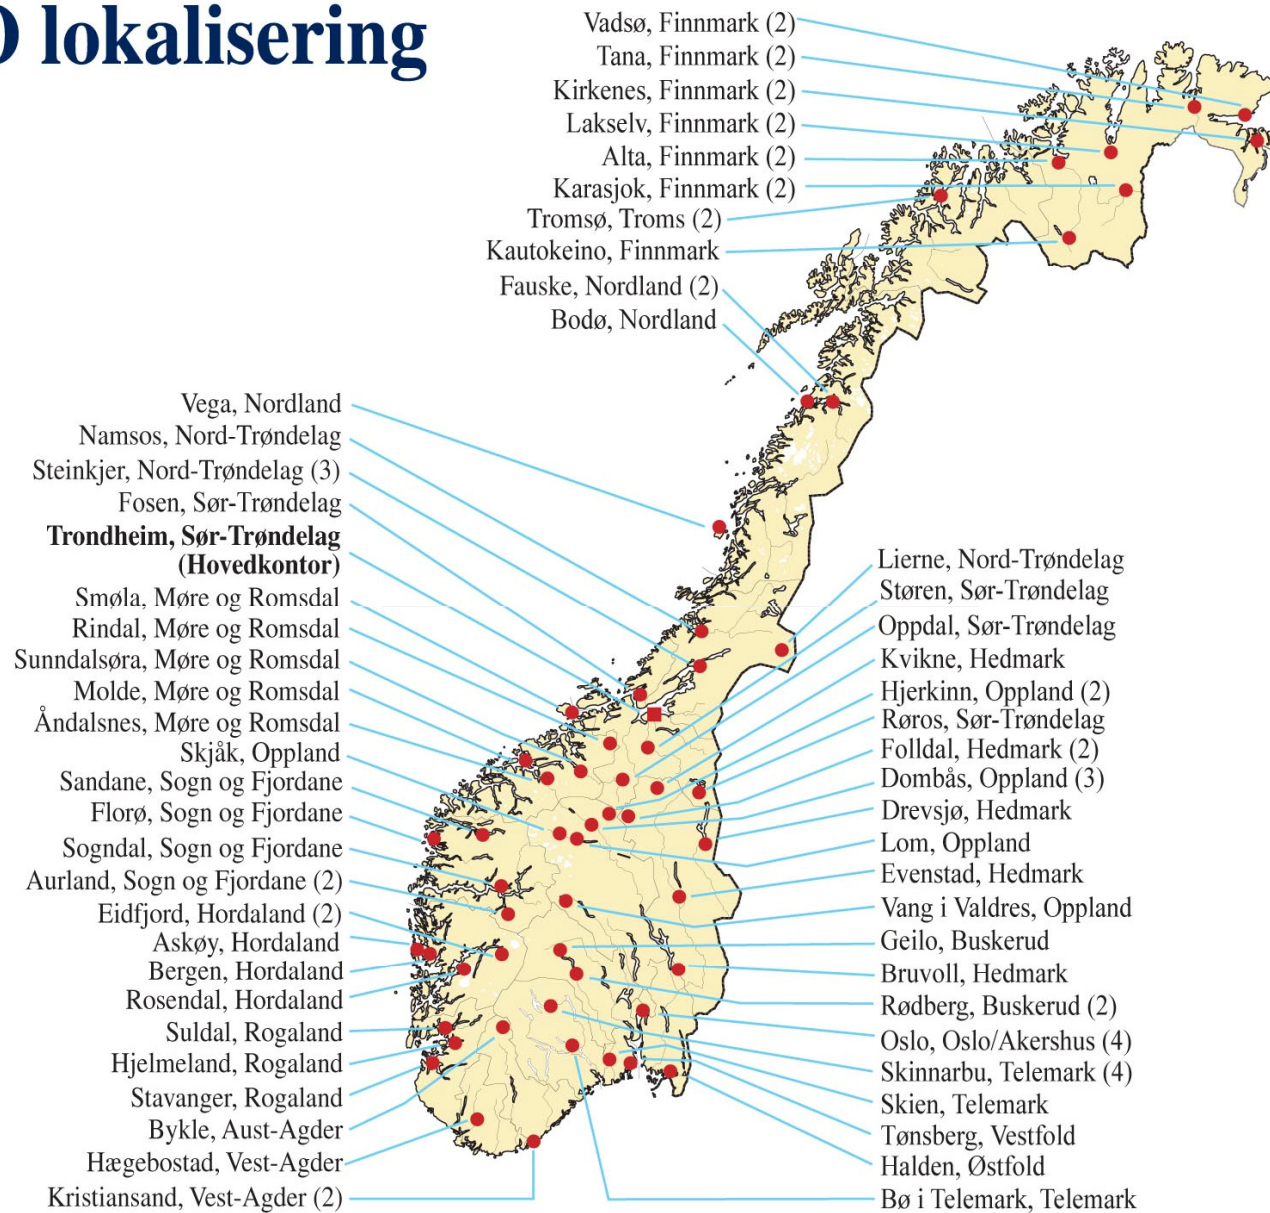 O lokalisering
Vadsø, Finnmark (2)
Tana, Finnmark (2)
Kirkenes, Finnmark (2)
Lakselv, Finnmark (2)
Alta, Finnmark (2)
Karasjok, Finnmark (2)
Tromsø, Troms (2)
Kautokeino, Finnmark
Fauske, Nordland (2)
Bodø, Nordland
Vega, Nordland
Namsos, Nord-Trøndelag
Steinkjer, Nord-Trøndelag (3)
Fosen, Sør-Trøndelag
Trondheim, Sør-Trøndelag
(Hovedkontor)
Smøla, Møre og Romsdal
Rindal, Møre og Romsdal
Sunndalsøra, Møre og Romsdal
Molde, Møre og Romsdal
Åndalsnes, Møre og Romsdal
Skjåk, Oppland
Sandane, Sogn og Fjordane
Florø, Sogn og Fjordane
Sogndal, Sogn og Fjordane
Aurland, Sogn og Fjordane (2)
Eidfjord, Hordaland (2)
Askøy, Hordaland
Bergen, Hordaland
Rosendal, Hordaland
Suldal, Rogaland
Hjelmeland, Rogaland
Stavanger, Rogaland
Bykle, Aust-Agder
Hægebostad, Vest-Agder
Kristiansand, Vest-Agder (2)
Lierne, Nord-Trøndelag
Støren, Sør-Trøndelag
Oppdal, Sør-Trøndelag
Kvikne, Hedmark
Hjerkinn, Oppland (2)
Røros, Sør-Trøndelag
Folldal, Hedmark (2)
Dombås, Oppland (3)
Drevsjø, Hedmark
Lom, Oppland
Evenstad, Hedmark
Vang i Valdres, Oppland
Geilo, Buskerud
Bruvoll, Hedmark
Rødberg, Buskerud (2)
Oslo, Oslo/Akershus (4)
Skinnarbu, Telemark (4)
Skien, Telemark
Tønsberg, Vestfold
Halden, Østfold
Bø i Telemark, Telemark